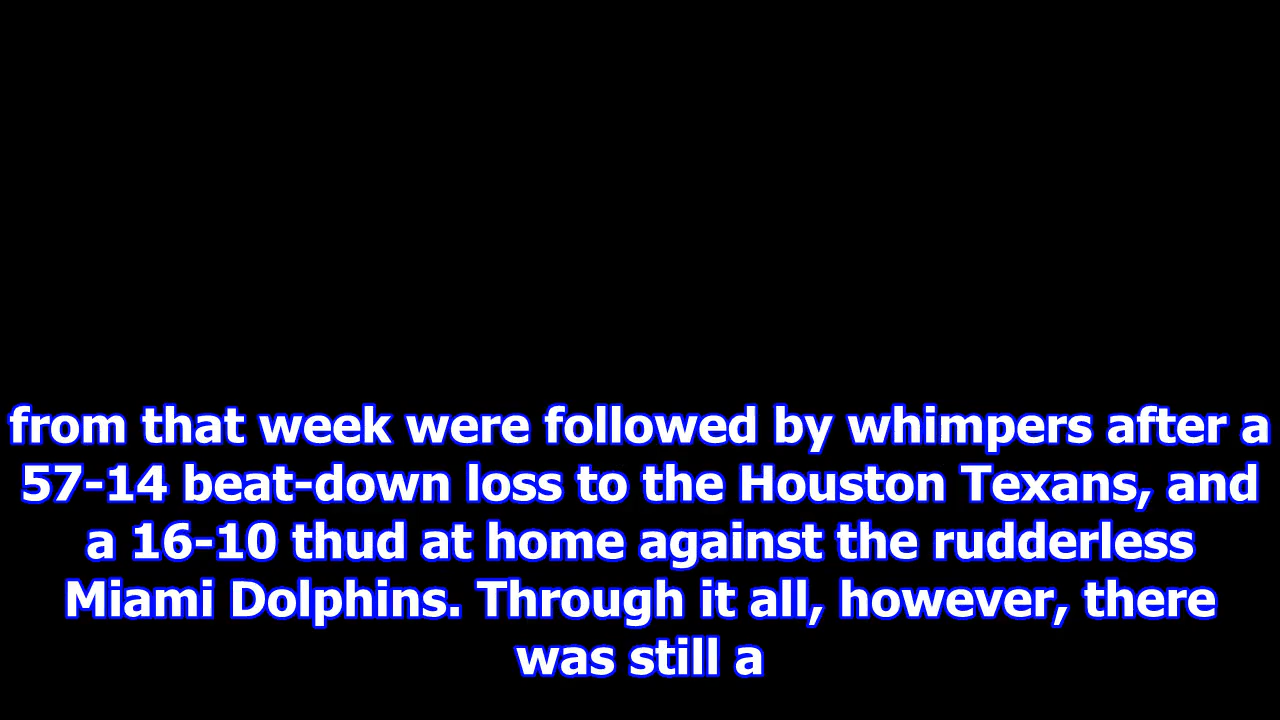 from that week were followed by whimpers after a
57-14 beat-down loss to the Houston Texans, and
a 16-10 thud at home against the rudderless
Miami Dolphins. Through it all, however, there
was still a